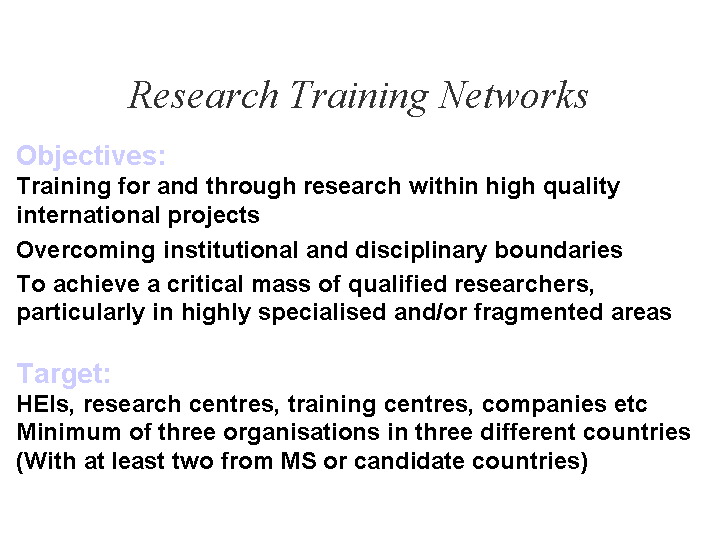 Research Training Networks
Objectives:
Training for and through research within high quality
international projects
Overcoming institutional and disciplinary boundaries
To achieve a critical mass of qualified researchers,
particularly in highly specialised and/or fragmented areas
Target:
HEIs, research centres, training centres, companies etc
Minimum of three organisations in three different countries
(With at least two from MS or candidate countries)